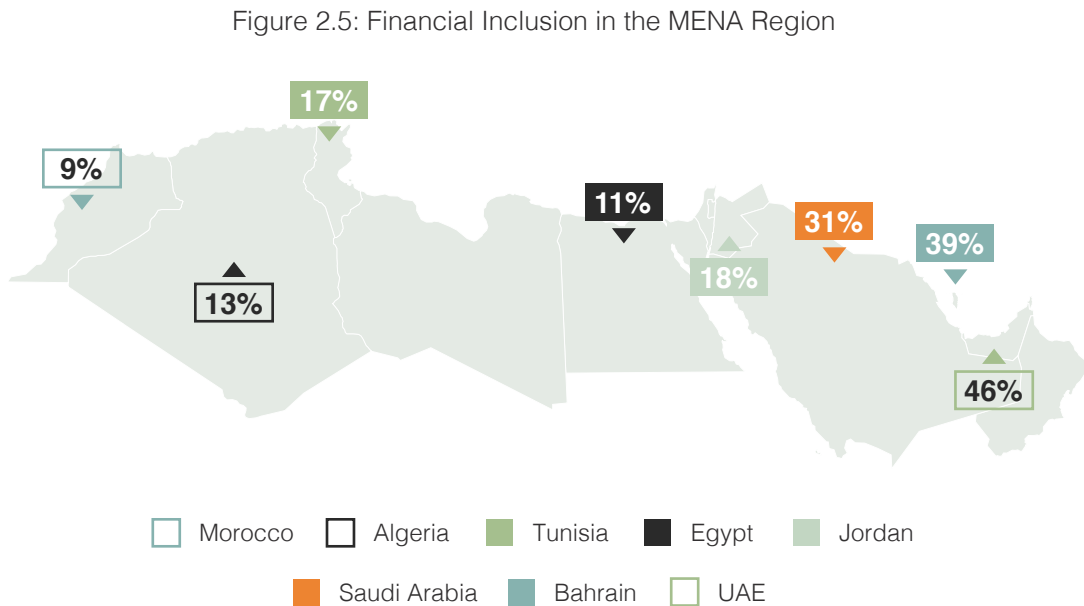 Figure 2.5: Financial Inclusion in the MENA Region
17%
9%
11%
31%
39%
18%
13%
46%
Morocco Algeria Tunisia Egypt Jordan
Saudi Arabia Bahrain UAE